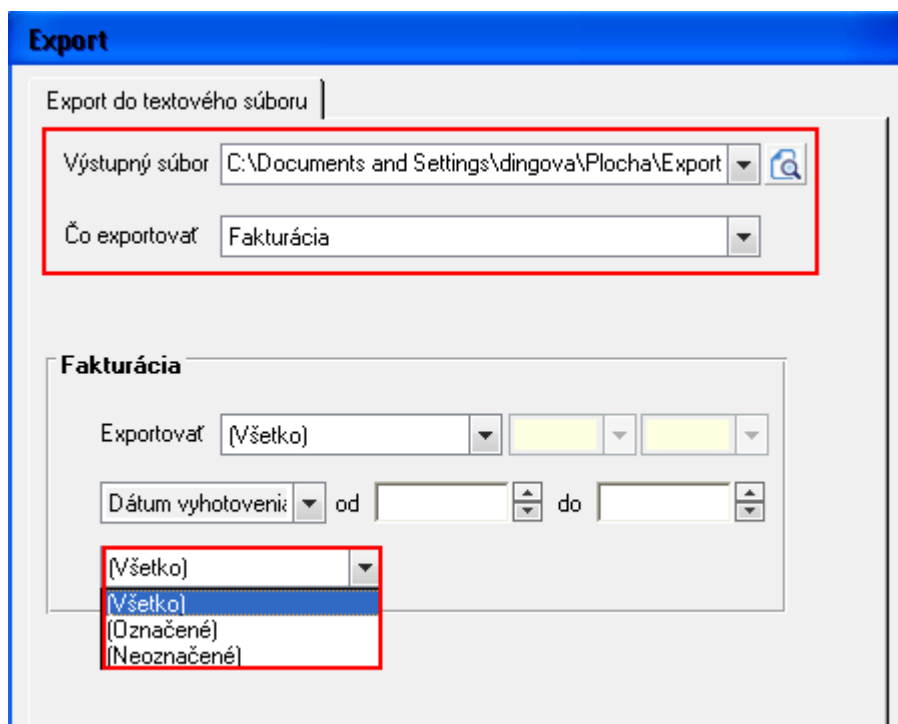 Export
Export do textového súboru
Výstupný súbor C:\Documents and Settings\dingova\Plocha\Export
Čo exportovať Fakturácia
Fakturácia
Exportovať (Všetko)
Dátum vyhotovenia od do
(Všetko)
(Všetko)
(Označené)
(Neoznačené)